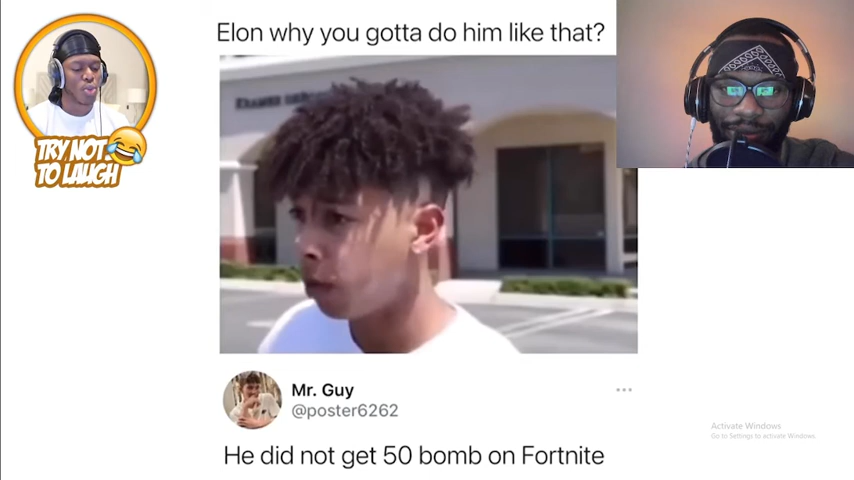 Elon why you gotta do him like that?
TRY NOT
TO LAUGH
Mr. Guy
@poster6262
He did not get 50 bomb on Fortnite
Activate Windows
Go to Settings to activate Windows.